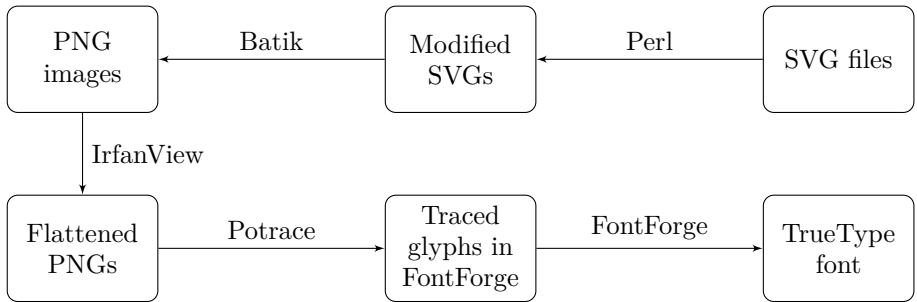 PNG
images
Batik
Modified
SVGs
Perl
SVG files
IrfanView
Flattened
PNGs
Potrace
Traced
glyphs in
FontForge
FontForge
TrueType
font